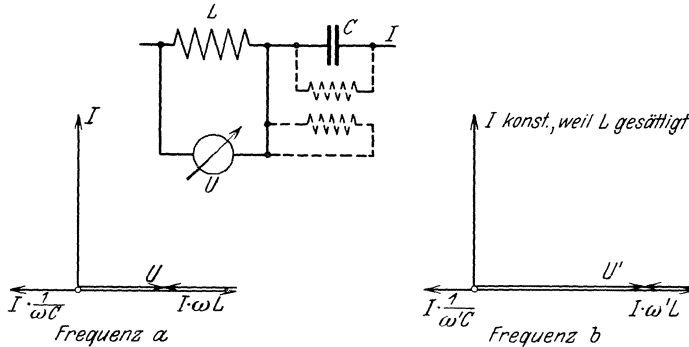 L
C
I
U
I
U
I · 1/ωC
I · ωL
Frequenz a
I konst., weil L gesättigt
U'
I · 1/ω'C
I · ω'L
Frequenz b